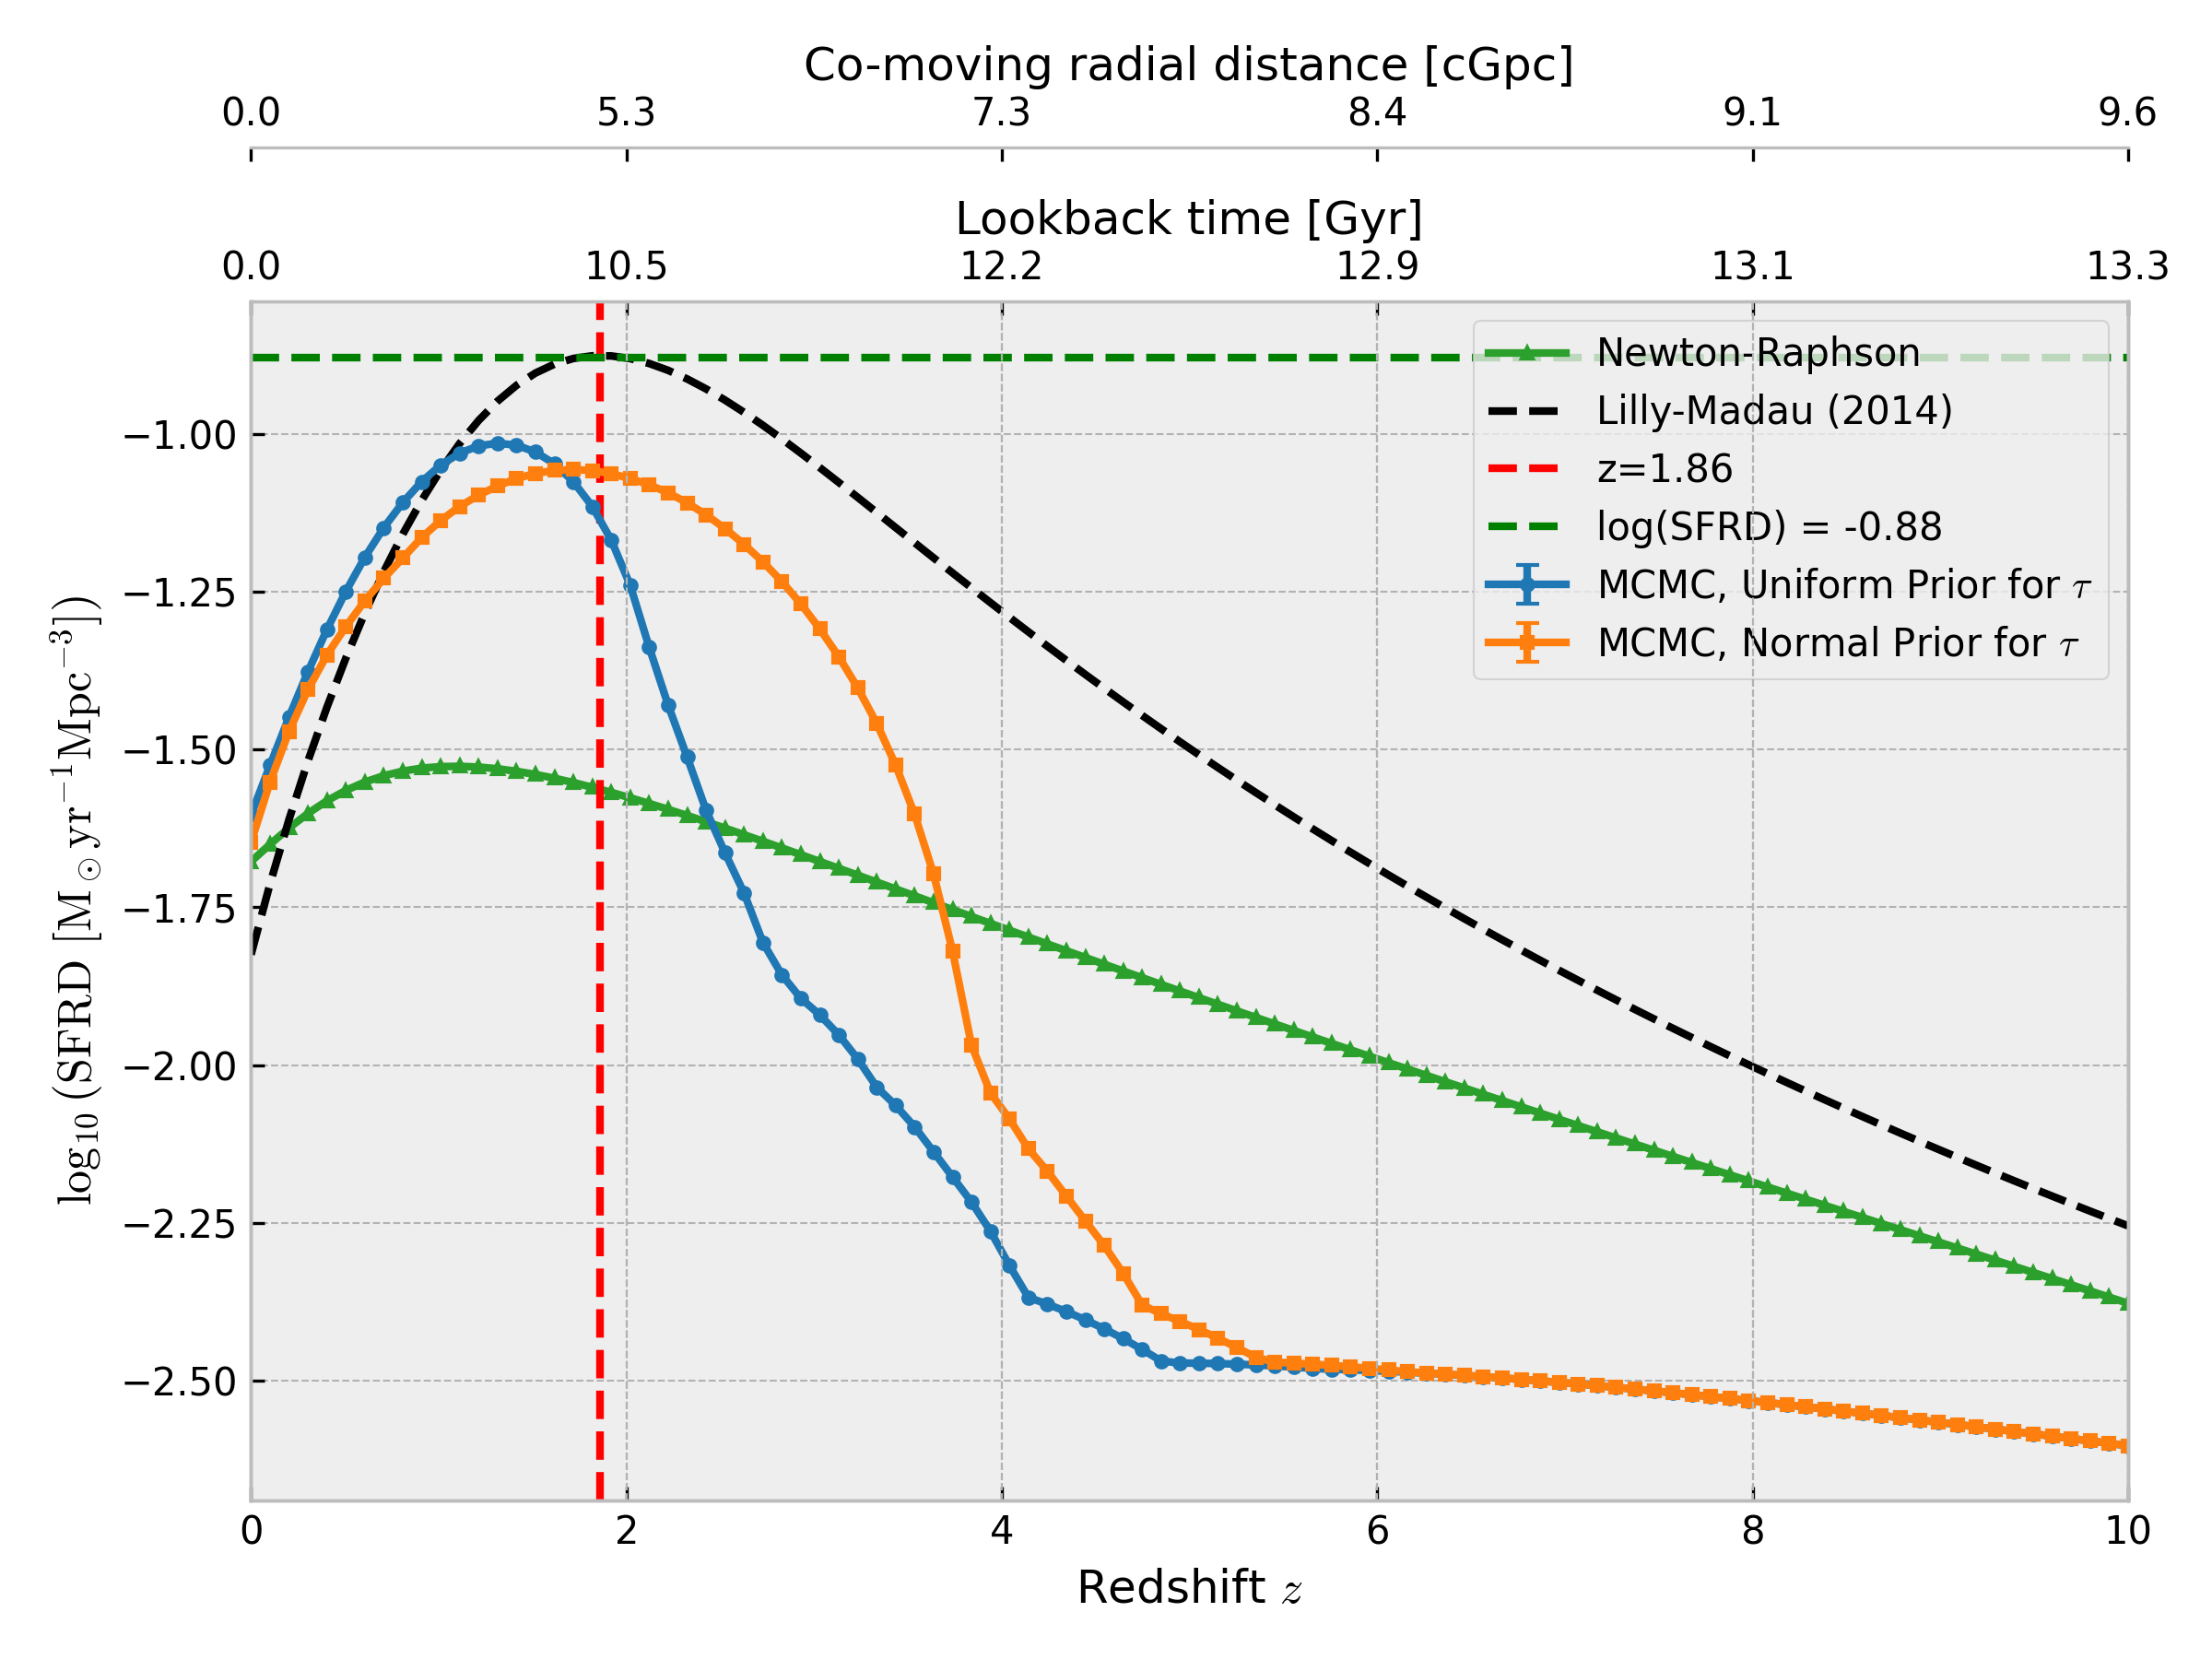 Co-moving radial distance [cGpc]
0.0 5.3 7.3 8.4 9.1 9.6
Lookback time [Gyr]
0.0 10.5 12.2 12.9 13.1 13.3
Newton-Raphson
Lilly-Madau (2014)
z=1.86
log(SFRD) = -0.88
MCMC, Uniform Prior for τ
MCMC, Normal Prior for τ
log₁₀(SFRD [M⊙yr⁻¹Mpc⁻³])
−1.00
−1.25
−1.50
−1.75
−2.00
−2.25
−2.50
0 2 4 6 8 10
Redshift z